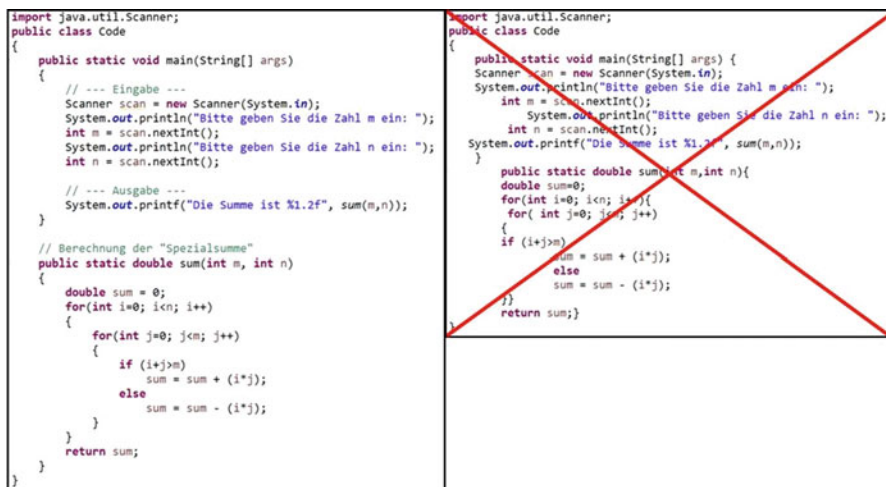 import java.util.Scanner;
public class Code
{
    public static void main(String[] args)
    {
        // --- Eingabe ---
        Scanner scan = new Scanner(System.in);
        System.out.println("Bitte geben Sie die Zahl m ein: ");
        int m = scan.nextInt();
        System.out.println("Bitte geben Sie die Zahl n ein: ");
        int n = scan.nextInt();

        // --- Ausgabe ---
        System.out.printf("Die Summe ist %1.2f", sum(m,n));
    }

    // Berechnung der "Spezialsumme"
    public static double sum(int m, int n)
    {
        double sum = 0;
        for(int i=0; i<n; i++)
        {
            for(int j=0; j<m; j++)
            {
                if (i+j>m)
                    sum = sum + (i*j);
                else
                    sum = sum - (i*j);
            }
        }
        return sum;
    }
}
import java.util.Scanner;
public class Code
{
    public static void main(String[] args) {
    Scanner scan = new Scanner(System.in);
    System.out.println("Bitte geben Sie die Zahl m ein: ");
        int m = scan.nextInt();
            System.out.println("Bitte geben Sie die Zahl n ein: ");
         int n = scan.nextInt();
   System.out.printf("Die Summe ist %1.2f", sum(m,n));
    }
        public static double sum(int m,int n){
        double sum=0;
        for(int i=0; i<n; i++){
         for( int j=0; j<m; j++)
        {
        if (i+j>m)
                sum = sum + (i*j);
                else
                sum = sum - (i*j);
        }}
        return sum;}
}